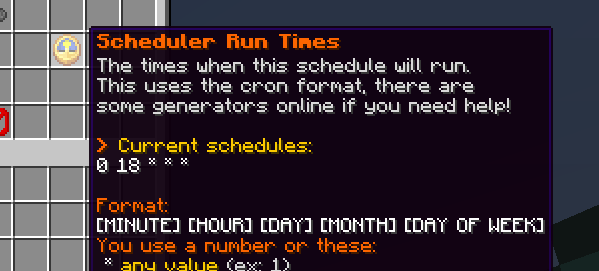 Scheduler Run Times
The times when this schedule will run.
This uses the cron format, there are
some generators online if you need help!
> Current schedules:
0 18 * * *
Format:
[MINUTE] [HOUR] [DAY] [MONTH] [DAY OF WEEK]
You use a number or these:
* any value (ex: 1)